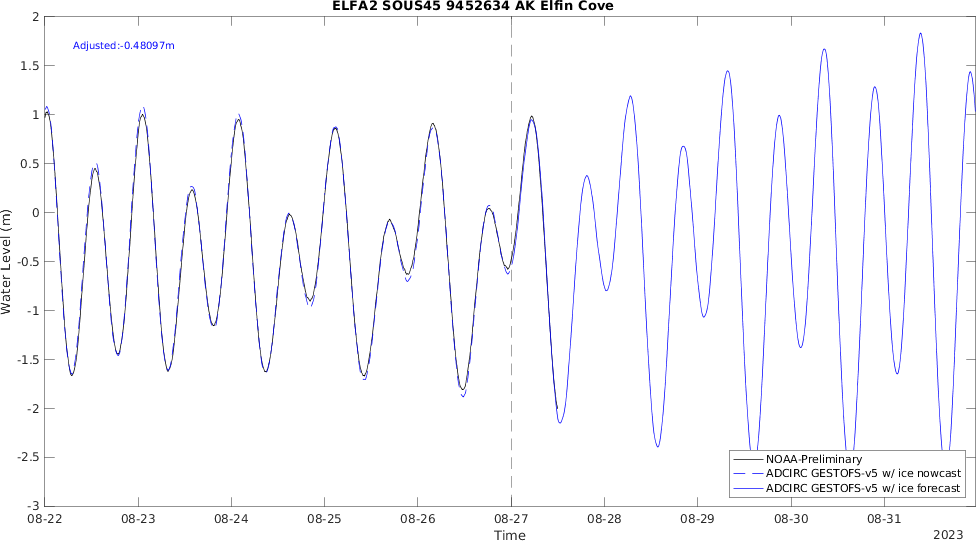 ELFA2 SOUS45 9452634 AK Elfin Cove
Adjusted:-0.48097m
2
1.5
1
0.5
0
-0.5
-1
-1.5
-2
-2.5
-3
Water Level (m)
NOAA-Preliminary
ADCIRC GESTOFS-v5 w/ ice nowcast
ADCIRC GESTOFS-v5 w/ ice forecast
08-22 08-23 08-24 08-25 08-26 08-27 08-28 08-29 08-30 08-31
Time
2023